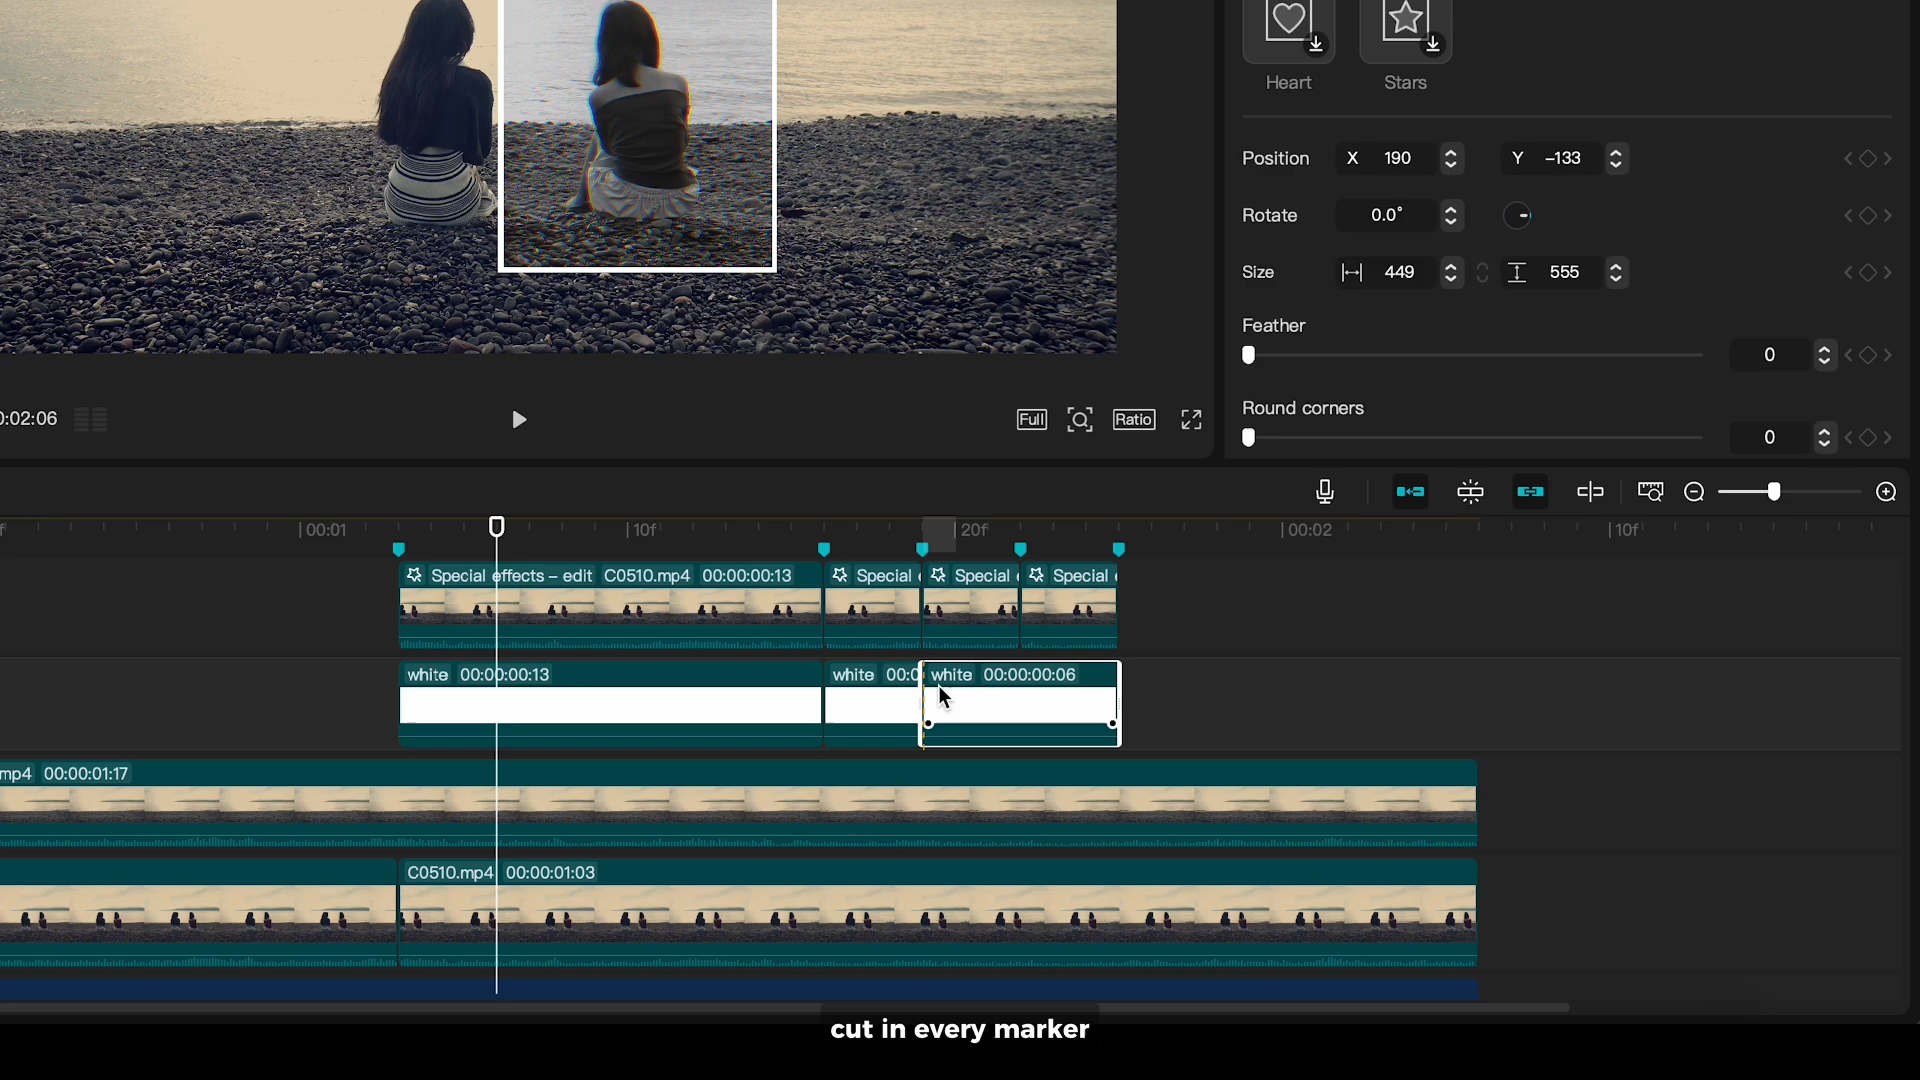 Heart
Stars
Position X 190 Y -133
Rotate 0.0°
Size 449 555
Feather
0
Round corners
0
:02:06
Full
Ratio
f
00:01
10f
20f
00:02
10f
Special effects – edit C0510.mp4 00:00:00:13
Special
Special
Special
white 00:00:00:13
white 00:0
white 00:00:00:06
mp4 00:00:01:17
C0510.mp4 00:00:01:03
cut in every marker